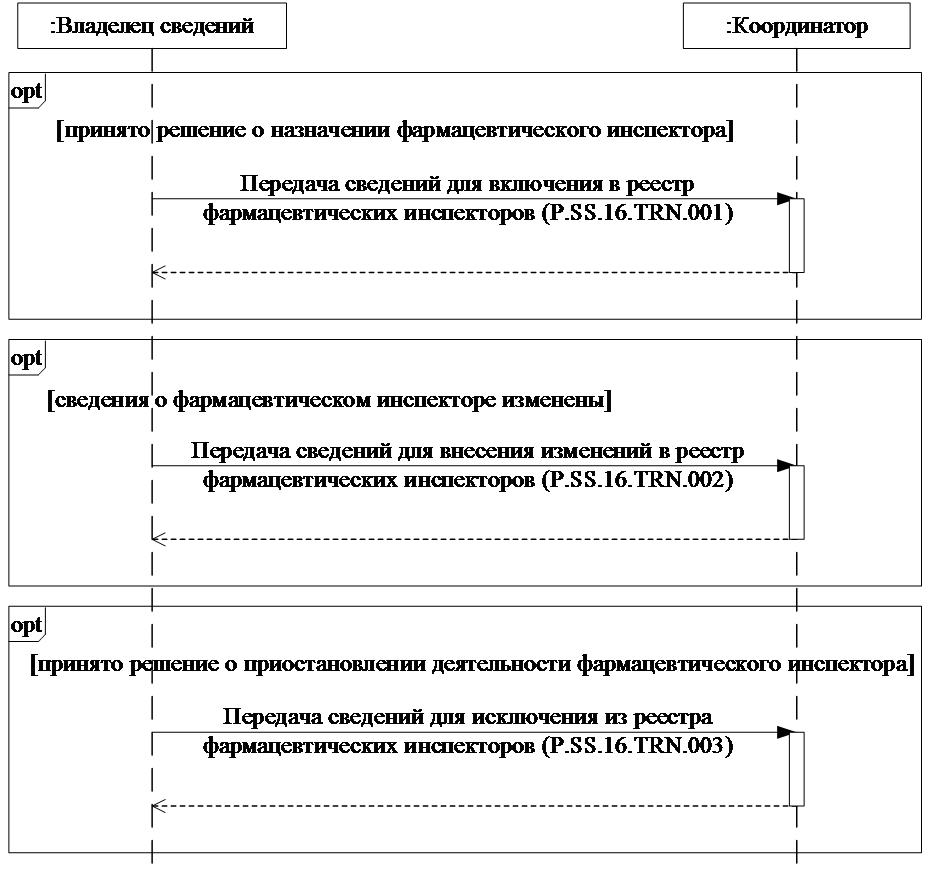 :Владелец сведений
:Координатор
opt
[принято решение о назначении фармацевтического инспектора]
Передача сведений для включения в реестр
фармацевтических инспекторов (P.SS.16.TRN.001)
opt
[сведения о фармацевтическом инспекторе изменены]
Передача сведений для внесения изменений в реестр
фармацевтических инспекторов (P.SS.16.TRN.002)
opt
[принято решение о приостановлении деятельности фармацевтического инспектора]
Передача сведений для исключения из реестра
фармацевтических инспекторов (P.SS.16.TRN.003)